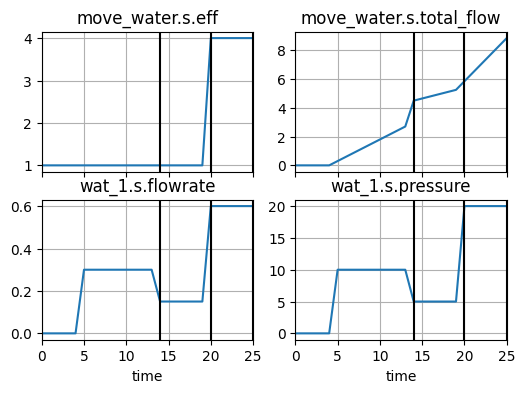 move_water.s.eff
4
3
2
1
move_water.s.total_flow
8
6
4
2
0
wat_1.s.flowrate
0.6
0.4
0.2
0.0
0 5 10 15 20 25
time
wat_1.s.pressure
20
15
10
5
0
0 5 10 15 20 25
time